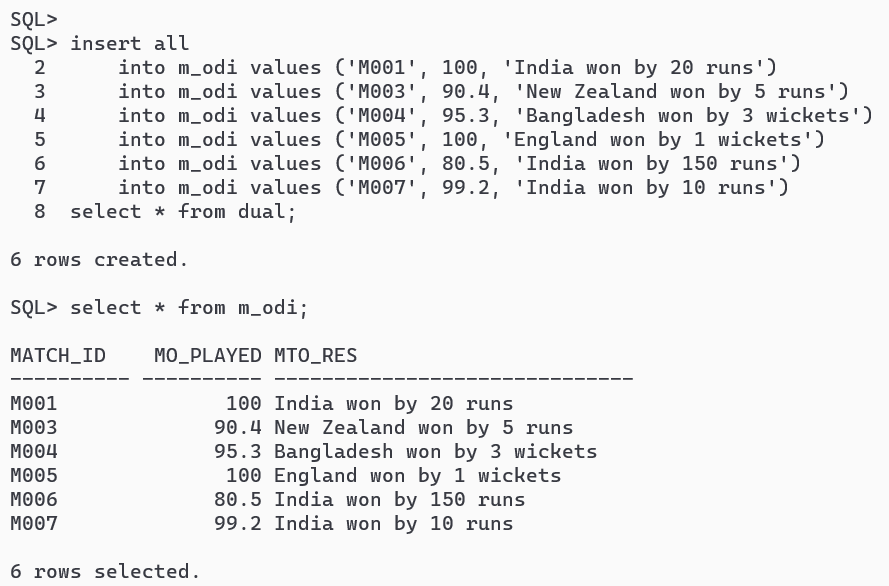 SQL>
SQL> insert all
  2      into m_odi values ('M001', 100, 'India won by 20 runs')
  3      into m_odi values ('M003', 90.4, 'New Zealand won by 5 runs')
  4      into m_odi values ('M004', 95.3, 'Bangladesh won by 3 wickets')
  5      into m_odi values ('M005', 100, 'England won by 1 wickets')
  6      into m_odi values ('M006', 80.5, 'India won by 150 runs')
  7      into m_odi values ('M007', 99.2, 'India won by 10 runs')
  8  select * from dual;

6 rows created.

SQL> select * from m_odi;

MATCH_ID    MO_PLAYED MTO_RES
---------- ---------- ------------------------------
M001              100 India won by 20 runs
M003             90.4 New Zealand won by 5 runs
M004             95.3 Bangladesh won by 3 wickets
M005              100 England won by 1 wickets
M006             80.5 India won by 150 runs
M007             99.2 India won by 10 runs

6 rows selected.